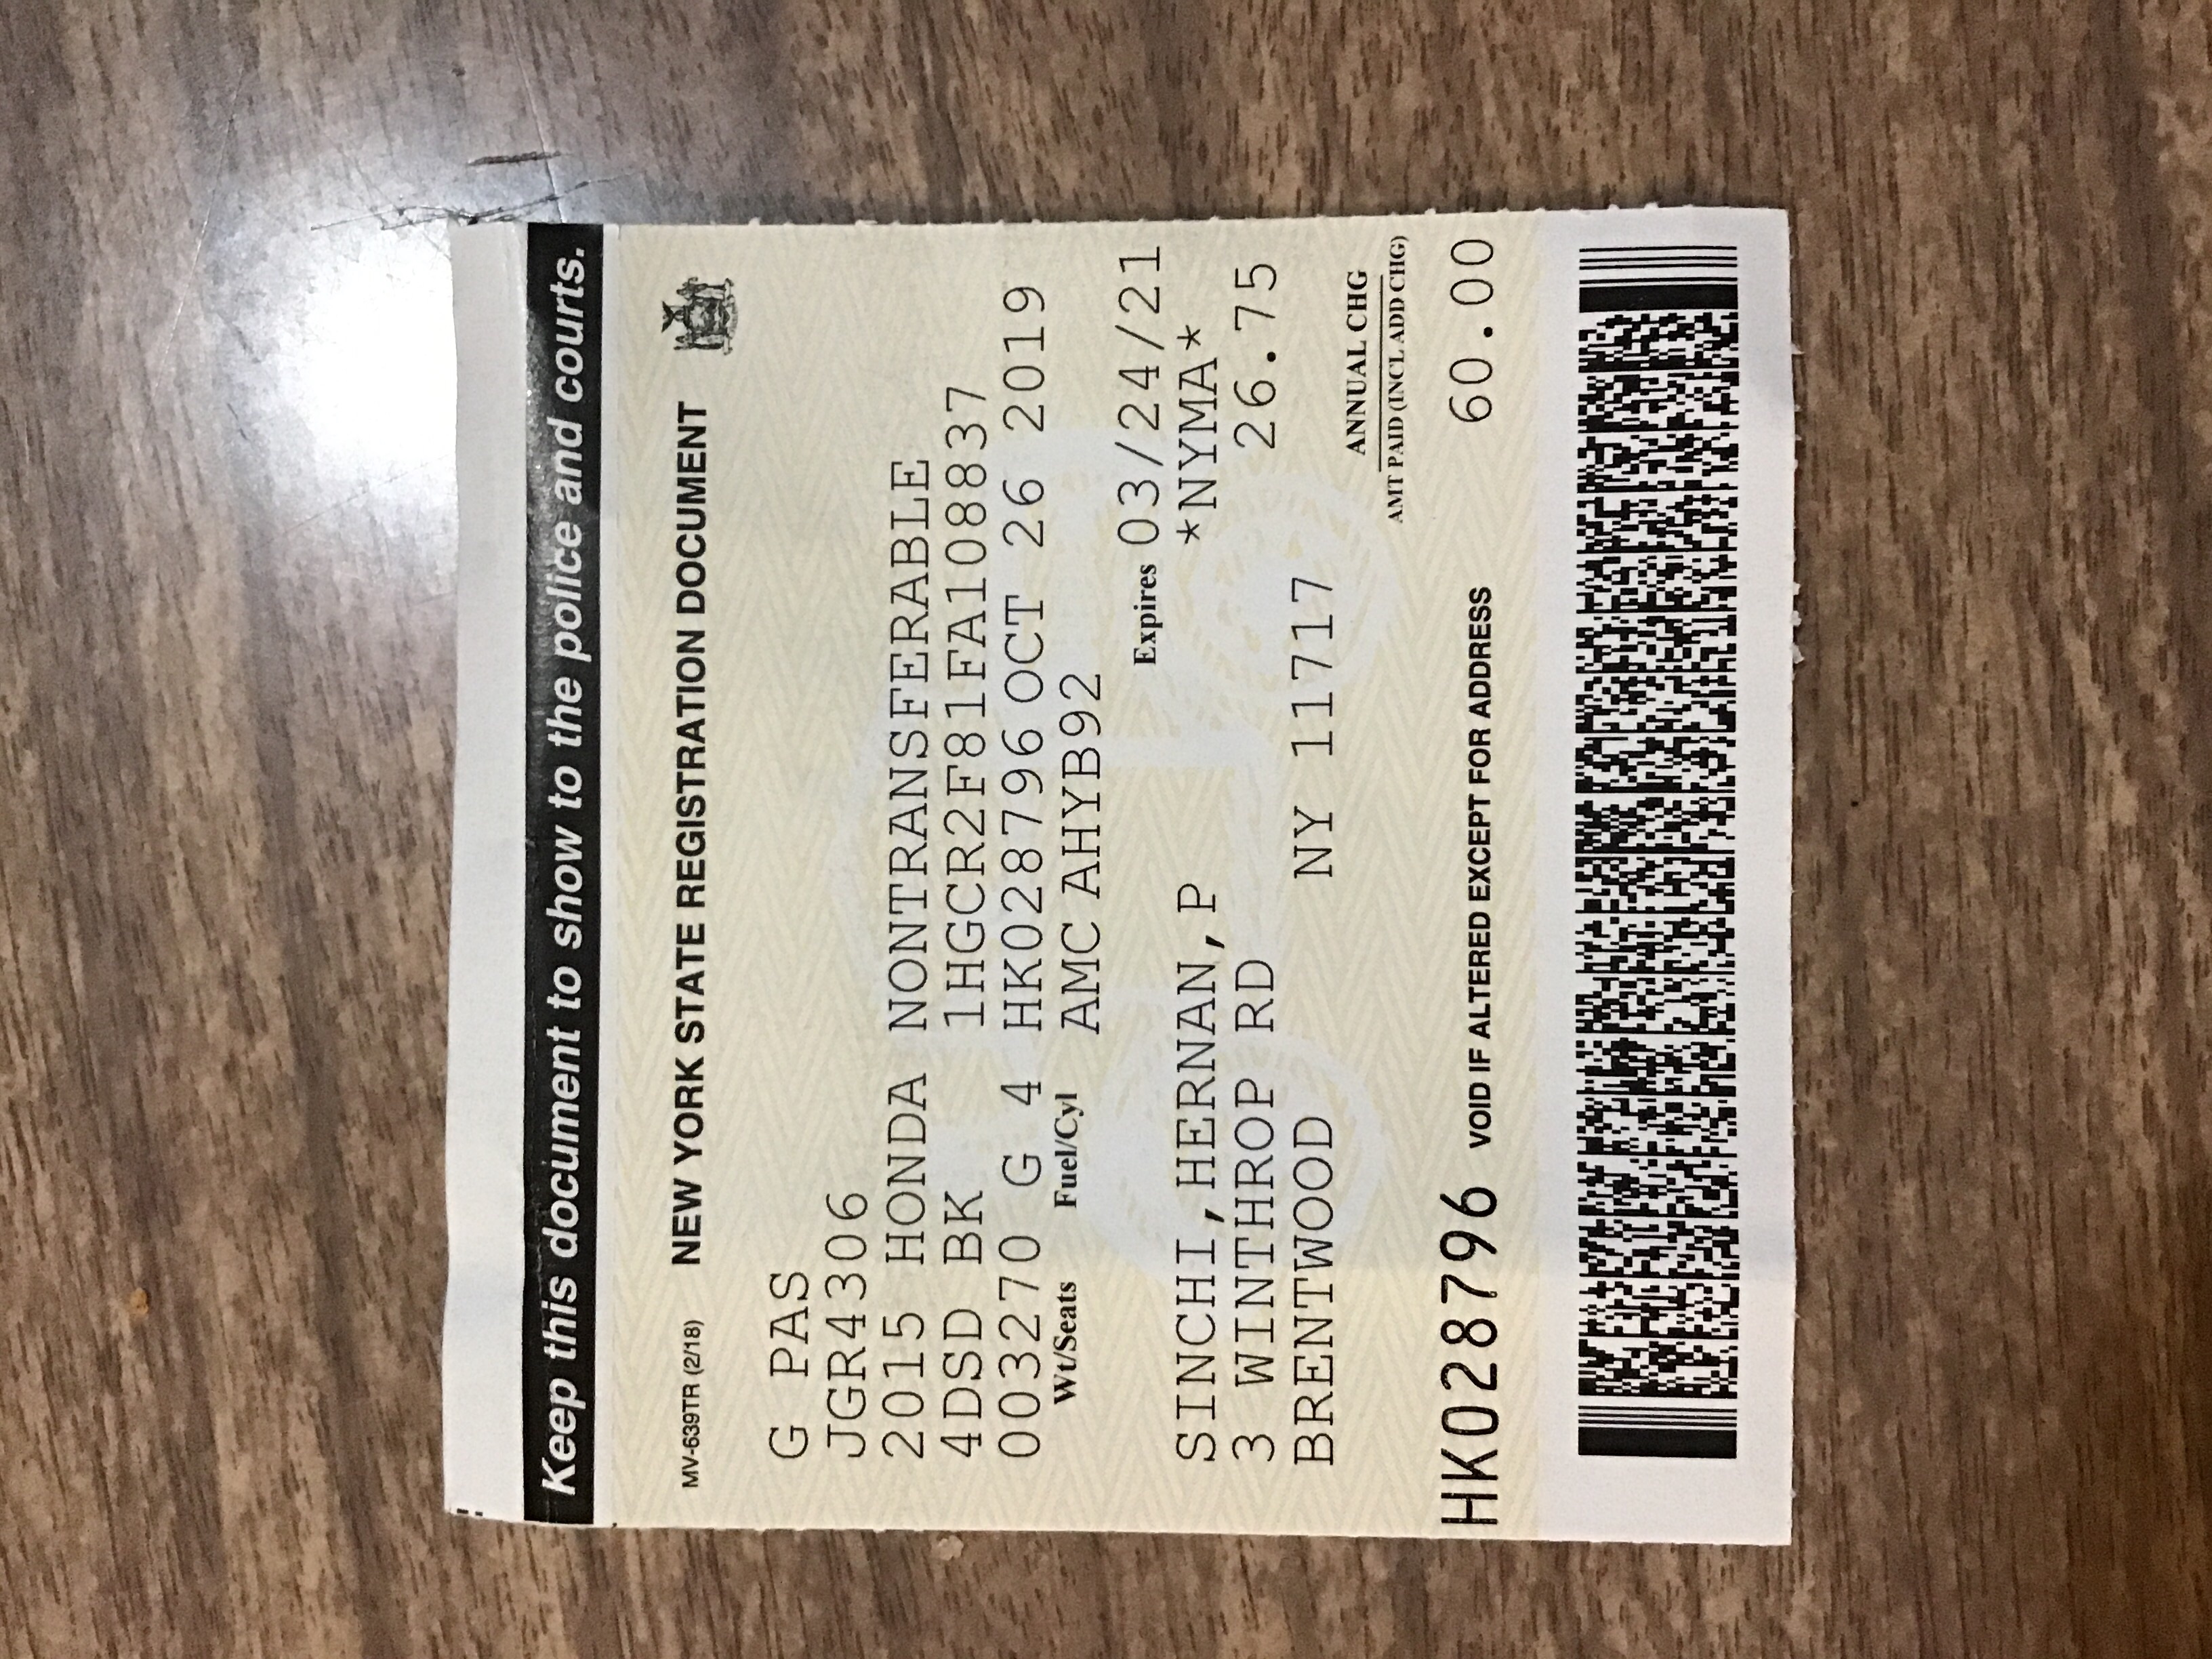 Keep this document to show to the police and courts.
MV-639TR (2/18) NEW YORK STATE REGISTRATION DOCUMENT
G PAS
JGR4306
2015 HONDA NONTRANSFERABLE
4DSD BK 1HGCR2F81FA108837
003270 G 4 HK028796 OCT 26 2019
Wt/Seats Fuel/Cyl AMC AHYB92
Expires 03/24/21
SINCHI,HERNAN,P *NYMA*
3 WINTHROP RD 26.75
BRENTWOOD NY 11717
ANNUAL CHG
AMT PAID (INCL ADD CHG)
HK028796 VOID IF ALTERED EXCEPT FOR ADDRESS 60.00